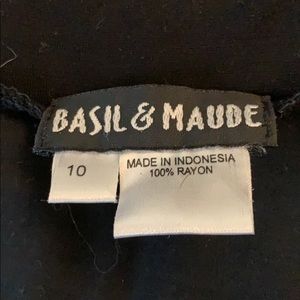 BASIL & MAUDE
10
MADE IN INDONESIA
100% RAYON